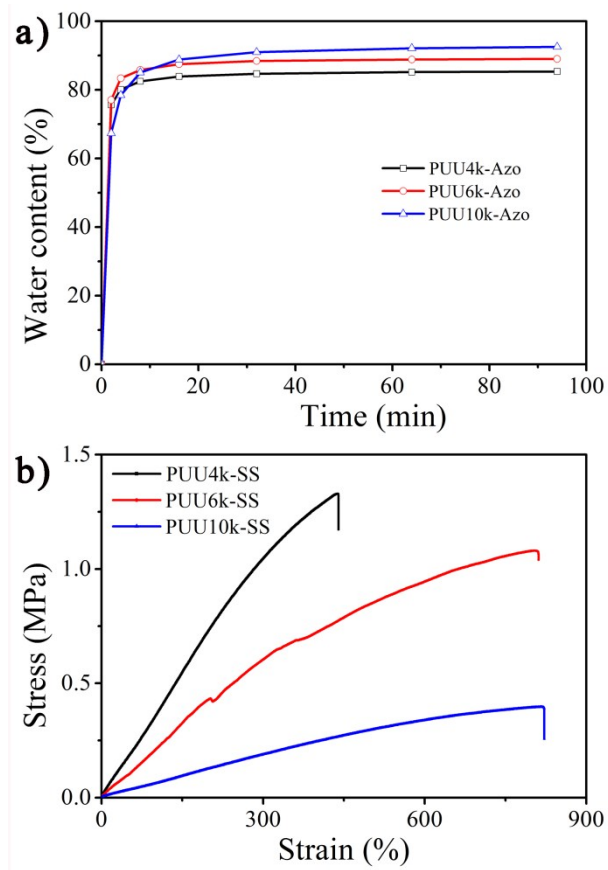 a)
100
80
60
40
20
0
Water content (%)
PUU4k-Azo
PUU6k-Azo
PUU10k-Azo
0 20 40 60 80 100
Time (min)
b)
1.5
1.0
0.5
0.0
Stress (MPa)
PUU4k-SS
PUU6k-SS
PUU10k-SS
0 300 600 900
Strain (%)